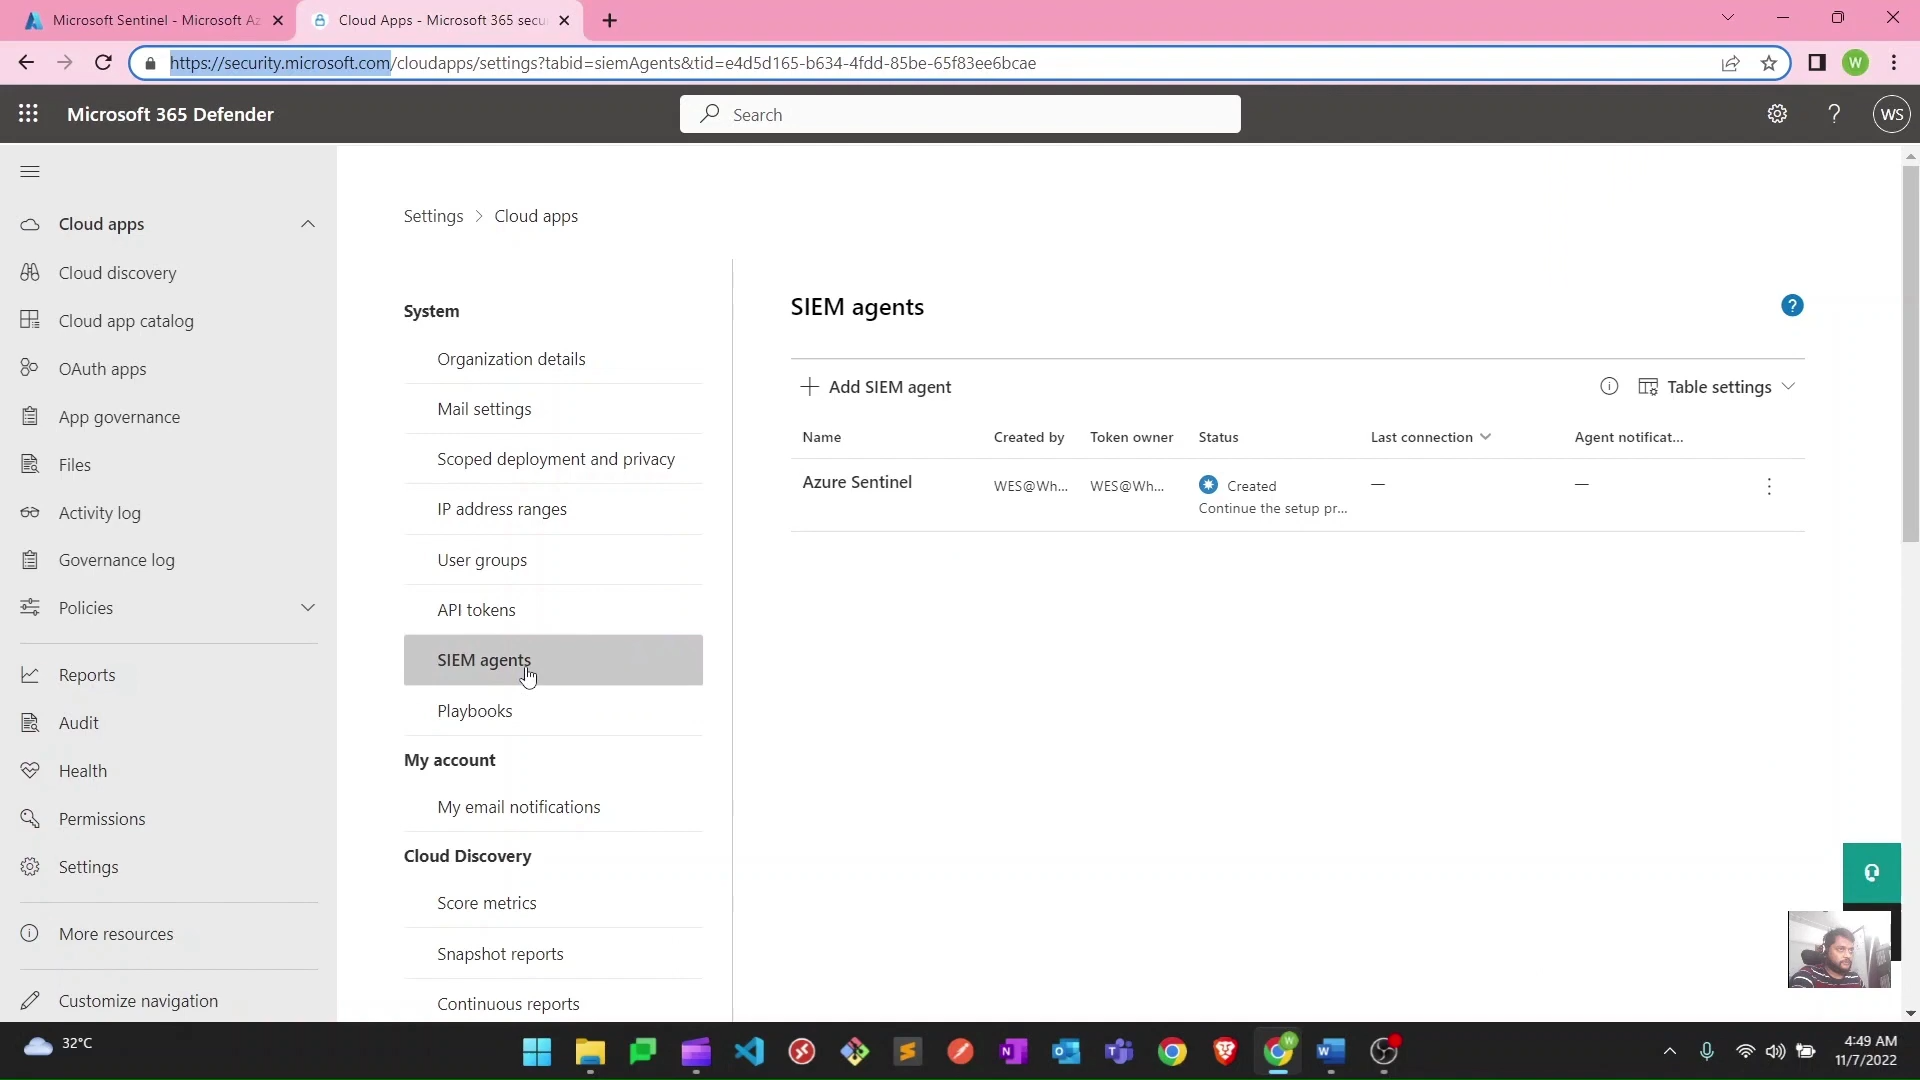 Microsoft Sentinel - Microsoft Az
Cloud Apps - Microsoft 365 secu
https://security.microsoft.com/cloudapps/settings?tabid=siemAgents&tid=e4d5d165-b634-4fdd-85be-65f83ee6bcae
W
Microsoft 365 Defender
Search
?
WS
Cloud apps
Cloud discovery
Cloud app catalog
OAuth apps
App governance
Files
Activity log
Governance log
Policies
Reports
Audit
Health
Permissions
Settings
More resources
Customize navigation
Settings > Cloud apps
System
Organization details
Mail settings
Scoped deployment and privacy
IP address ranges
User groups
API tokens
SIEM agents
Playbooks
My account
My email notifications
Cloud Discovery
Score metrics
Snapshot reports
Continuous reports
SIEM agents
?
Add SIEM agent
Table settings
Name Created by Token owner Status Last connection Agent notificat...
Azure Sentinel WES@Wh... WES@Wh... Created — —
Continue the setup pr...
32°C
4:49 AM
11/7/2022